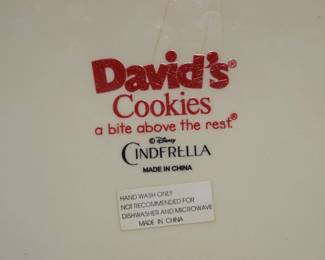 David's®
Cookies
a bite above the rest.®
© Disney
CINDERELLA
MADE IN CHINA
HAND WASH ONLY
NOT RECOMMENDED FOR
DISHWASHER AND MICROWAVE
MADE IN CHINA